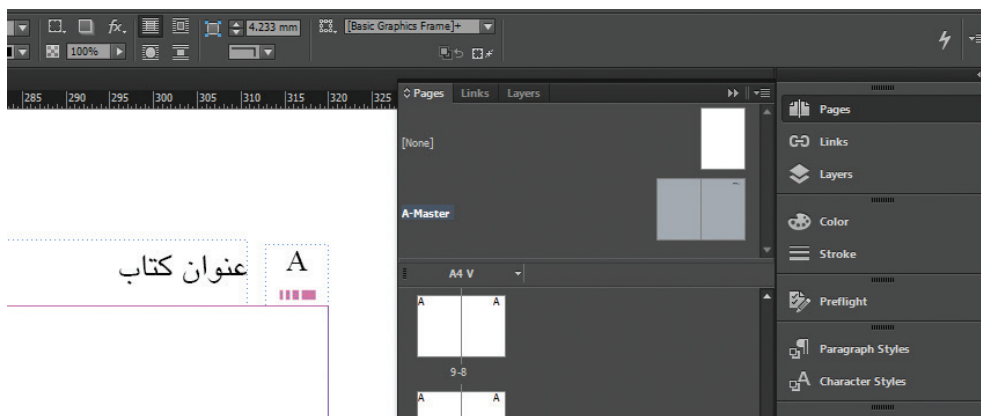 fx.
4.233 mm
[Basic Graphics Frame]+
100%
285 290 295 300 305 310 315 320 325
Pages Links Layers
[None]
A-Master
A4 V
A A
9-8
A A
عنوان کتاب
A
Pages
Links
Layers
Color
Stroke
Preflight
Paragraph Styles
Character Styles